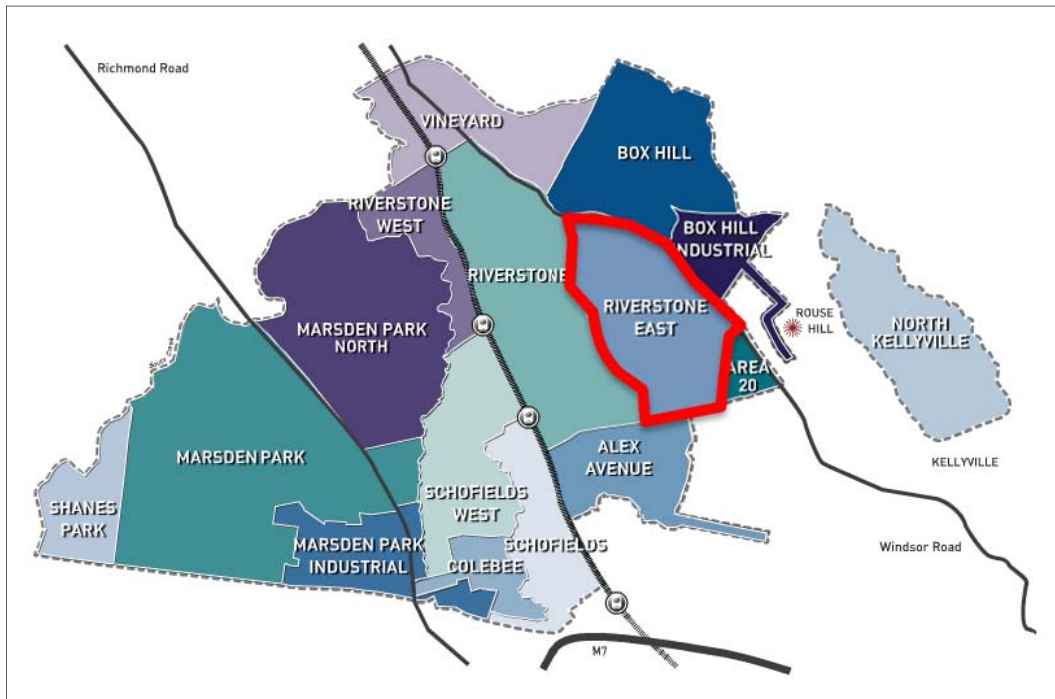 Richmond Road
VINEYARD
BOX HILL
RIVERSTONE
WEST
BOX HILL
INDUSTRIAL
RIVERSTONE
RIVERSTONE
EAST
ROUSE
HILL
NORTH
KELLYVILLE
MARSDEN PARK
NORTH
South Street
AREA
20
MARSDEN PARK
ALEX
AVENUE
KELLYVILLE
SHANES
PARK
SCHOFIELDS
WEST
MARSDEN PARK
INDUSTRIAL
SCHOFIELDS
COLEBEE
Windsor Road
M7